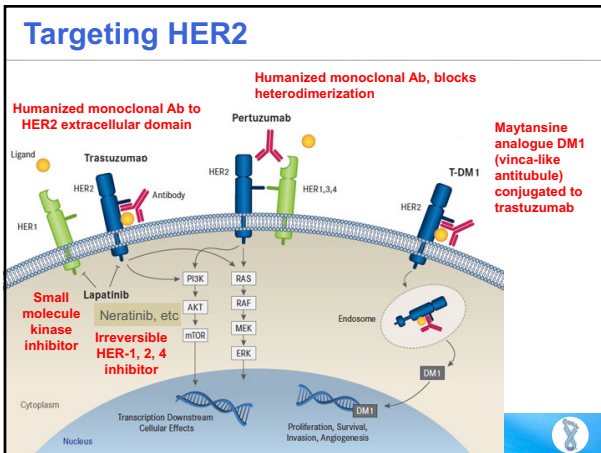 Targeting HER2
Humanized monoclonal Ab, blocks
heterodimerization
Humanized monoclonal Ab to
HER2 extracellular domain
Maytansine
analogue DM1
(vinca-like
antitubule)
conjugated to
trastuzumab
Ligand
Trastuzumab
Pertuzumab
T-DM1
HER2
Antibody
HER1
HER2
HER1,3,4
HER2
Lapatinib
Small
molecule
kinase
inhibitor
Neratinib, etc
Irreversible
HER-1, 2, 4
inhibitor
PI3K
AKT
mTOR
RAS
RAF
MEK
ERK
Endosome
DM1
DM1
Cytoplasm
Transcription Downstream
Cellular Effects
Proliferation, Survival,
Invasion, Angiogenesis
Nucleus